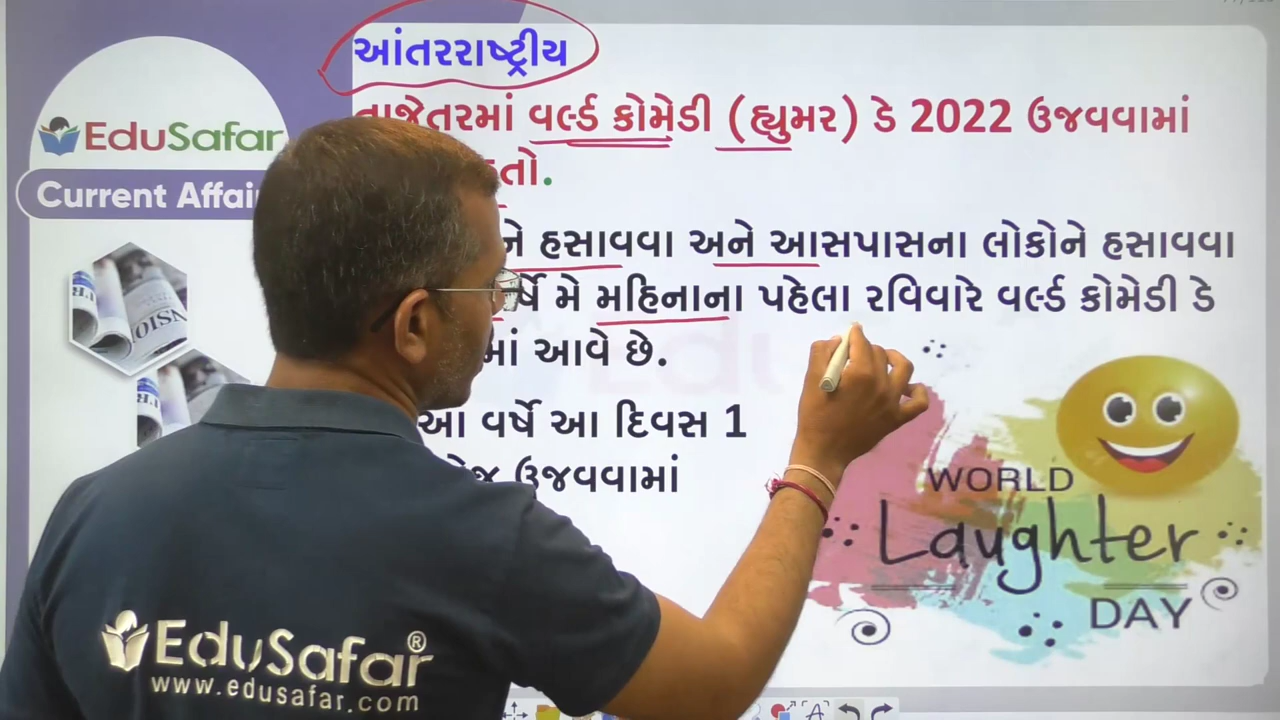 આંતરરાષ્ટ્રીય
તાજેતરમાં વર્લ્ડ કોમેડી (હ્યુમર) ડે 2022 ઉજવવામાં
EduSafar
Current
હસાવવા અને આસપાસના લોકોને હસાવવા
મે મહિનાના પહેલા રવિવારે વર્લ્ડ કોમેડી ડે
આવે છે.
આ વર્ષે આ દિવસ 1
ઉજવવામાં
WORLD
Laughter
DAY
EduSafar®
www.edusafar.com